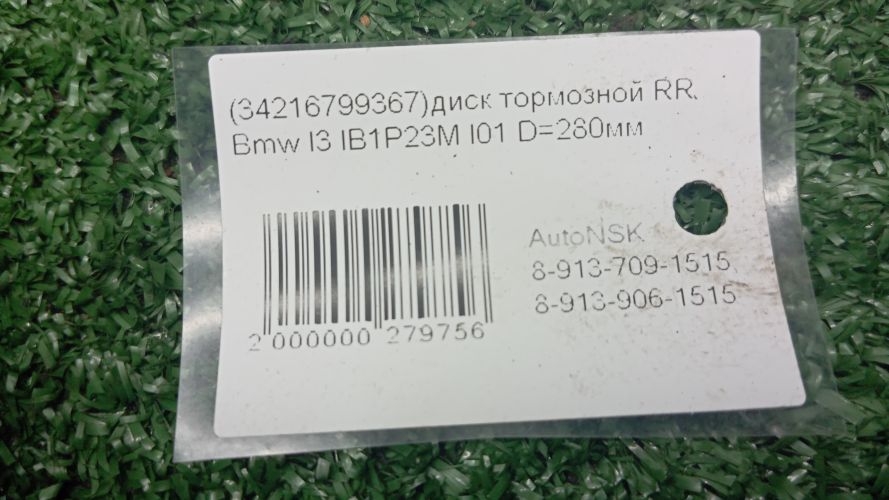 (34216799367)диск тормозной RR,
Bmw I3 IB1P23M I01 D=280мм
AutoNSK
8-913-709-1515,
8-913-906-1515
2 000000 279756